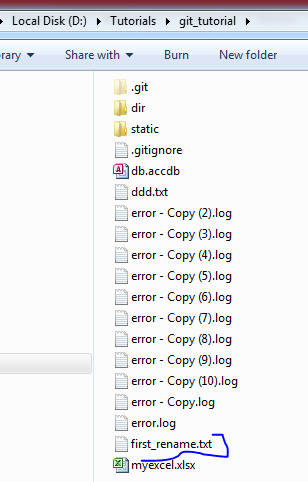 Local Disk (D:) Tutorials git_tutorial
rary Share with Burn New folder
.git
dir
static
.gitignore
db.accdb
ddd.txt
error - Copy (2).log
error - Copy (3).log
error - Copy (4).log
error - Copy (5).log
error - Copy (6).log
error - Copy (7).log
error - Copy (8).log
error - Copy (9).log
error - Copy (10).log
error - Copy.log
error.log
first_rename.txt
myexcel.xlsx